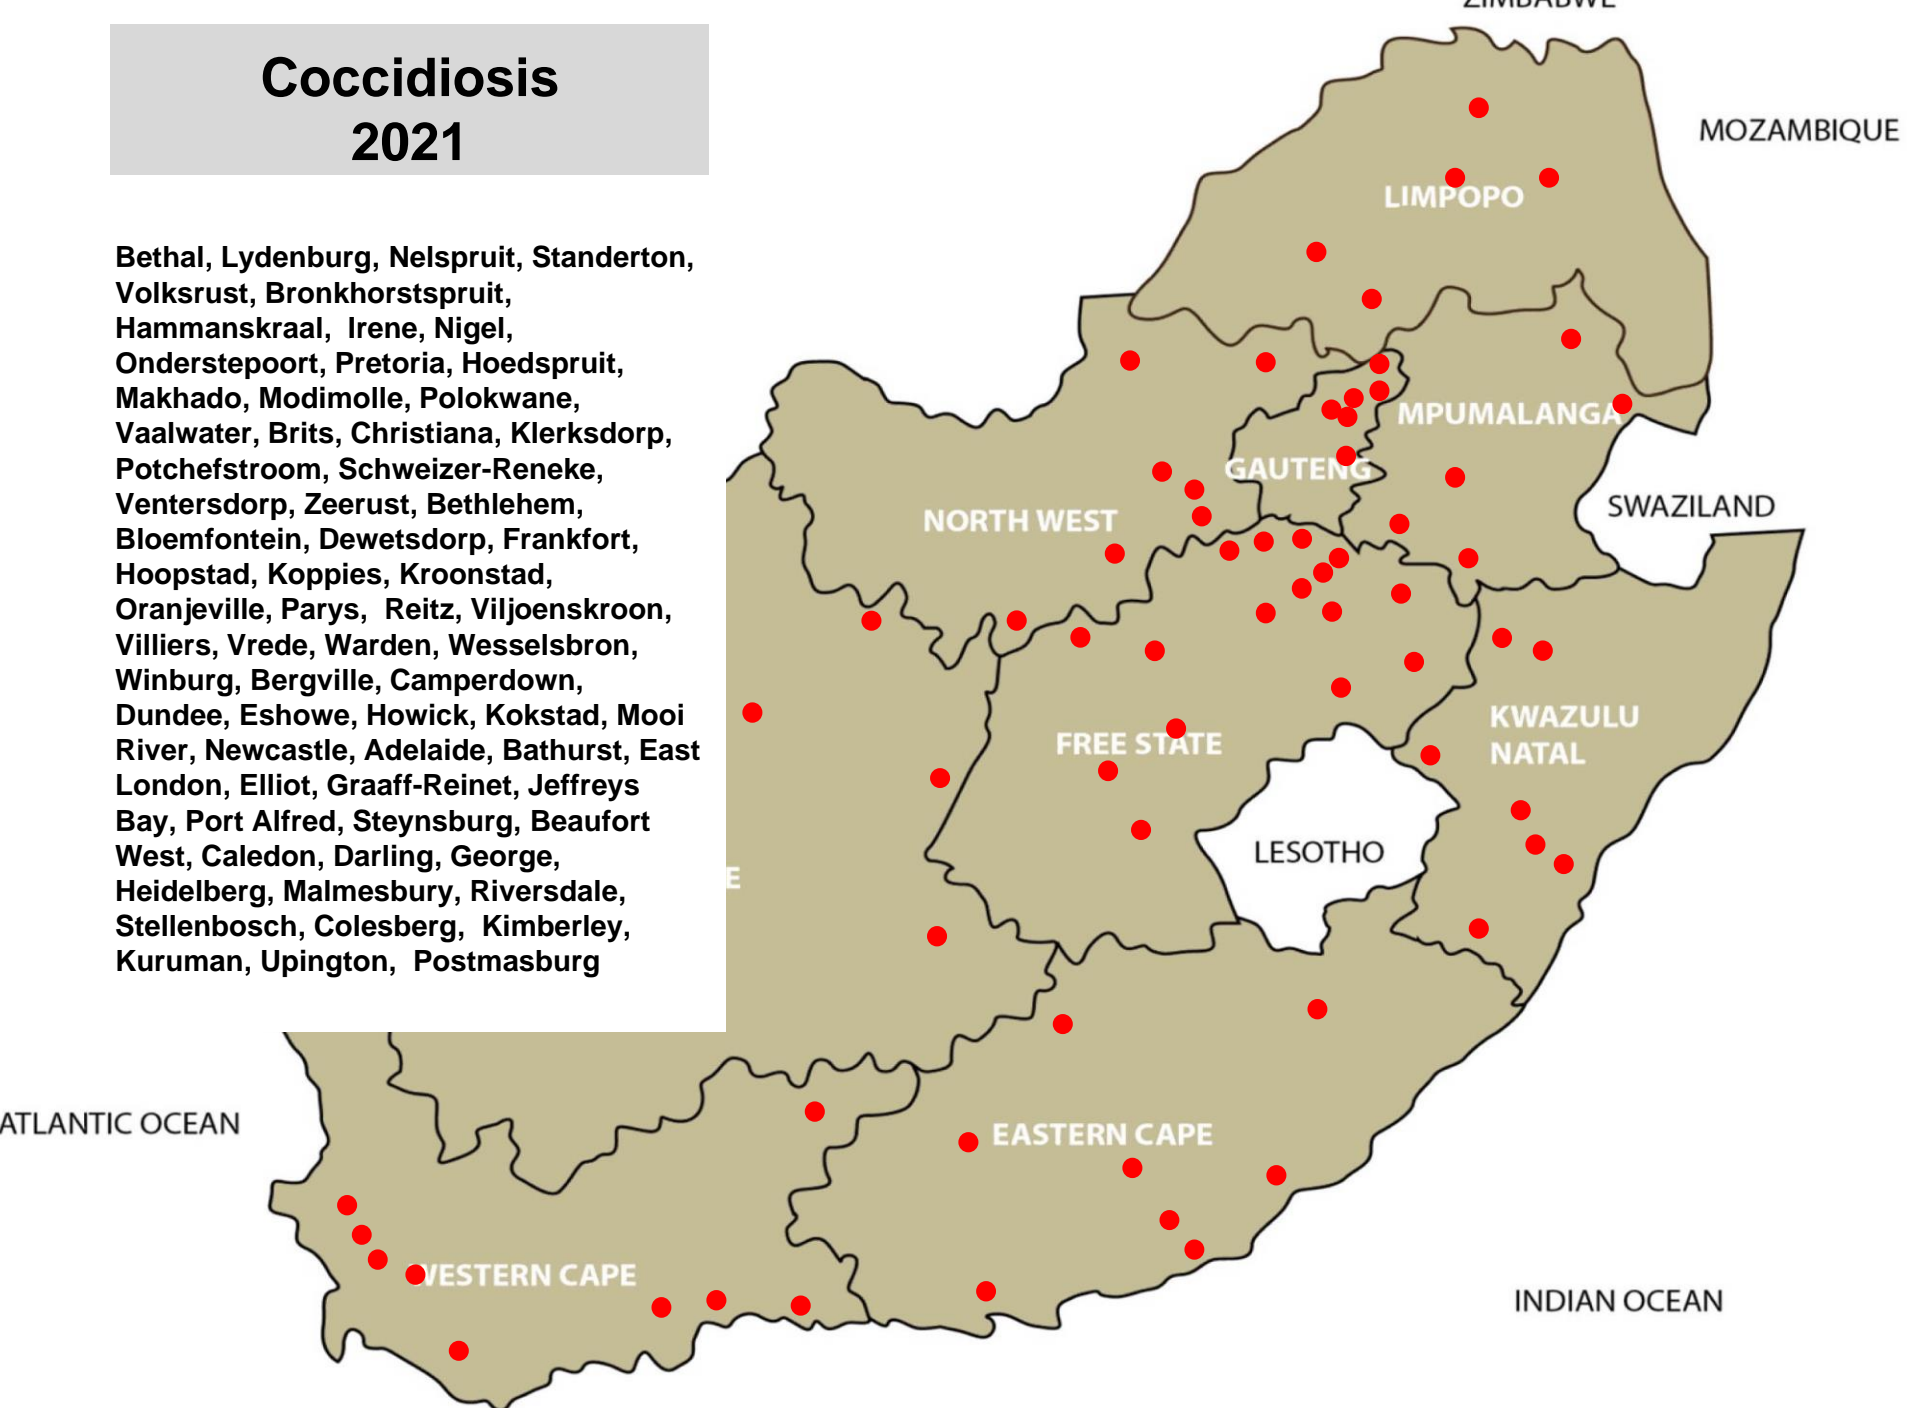 Coccidiosis
2021
Bethal, Lydenburg, Nelspruit, Standerton,
Volksrust, Bronkhorstspruit,
Hammanskraal, Irene, Nigel,
Onderstepoort, Pretoria, Hoedspruit,
Makhado, Modimolle, Polokwane,
Vaalwater, Brits, Christiana, Klerksdorp,
Potchefstroom, Schweizer-Reneke,
Ventersdorp, Zeerust, Bethlehem,
Bloemfontein, Dewetsdorp, Frankfort,
Hoopstad, Koppies, Kroonstad,
Oranjeville, Parys, Reitz, Viljoenskroon,
Villiers, Vrede, Warden, Wesselsbron,
Winburg, Bergville, Camperdown,
Dundee, Eshowe, Howick, Kokstad, Mooi
River, Newcastle, Adelaide, Bathurst, East
London, Elliot, Graaff-Reinet, Jeffreys
Bay, Port Alfred, Steynsburg, Beaufort
West, Caledon, Darling, George,
Heidelberg, Malmesbury, Riversdale,
Stellenbosch, Colesberg, Kimberley,
Kuruman, Upington, Postmasburg
ZIMBABWE
MOZAMBIQUE
LIMPOPO
MPUMALANGA
GAUTENG
SWAZILAND
NORTH WEST
KWAZULU
NATAL
FREE STATE
LESOTHO
E
ATLANTIC OCEAN
EASTERN CAPE
WESTERN CAPE
INDIAN OCEAN